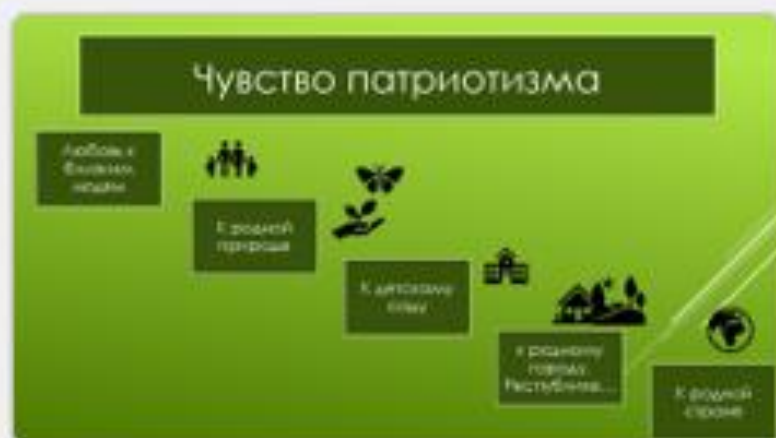 Чувство патриотизма
Любовь к
близким
людям
К родной
природе
К детскому
саду
к родному
городу,
Республике...
К родной
стране